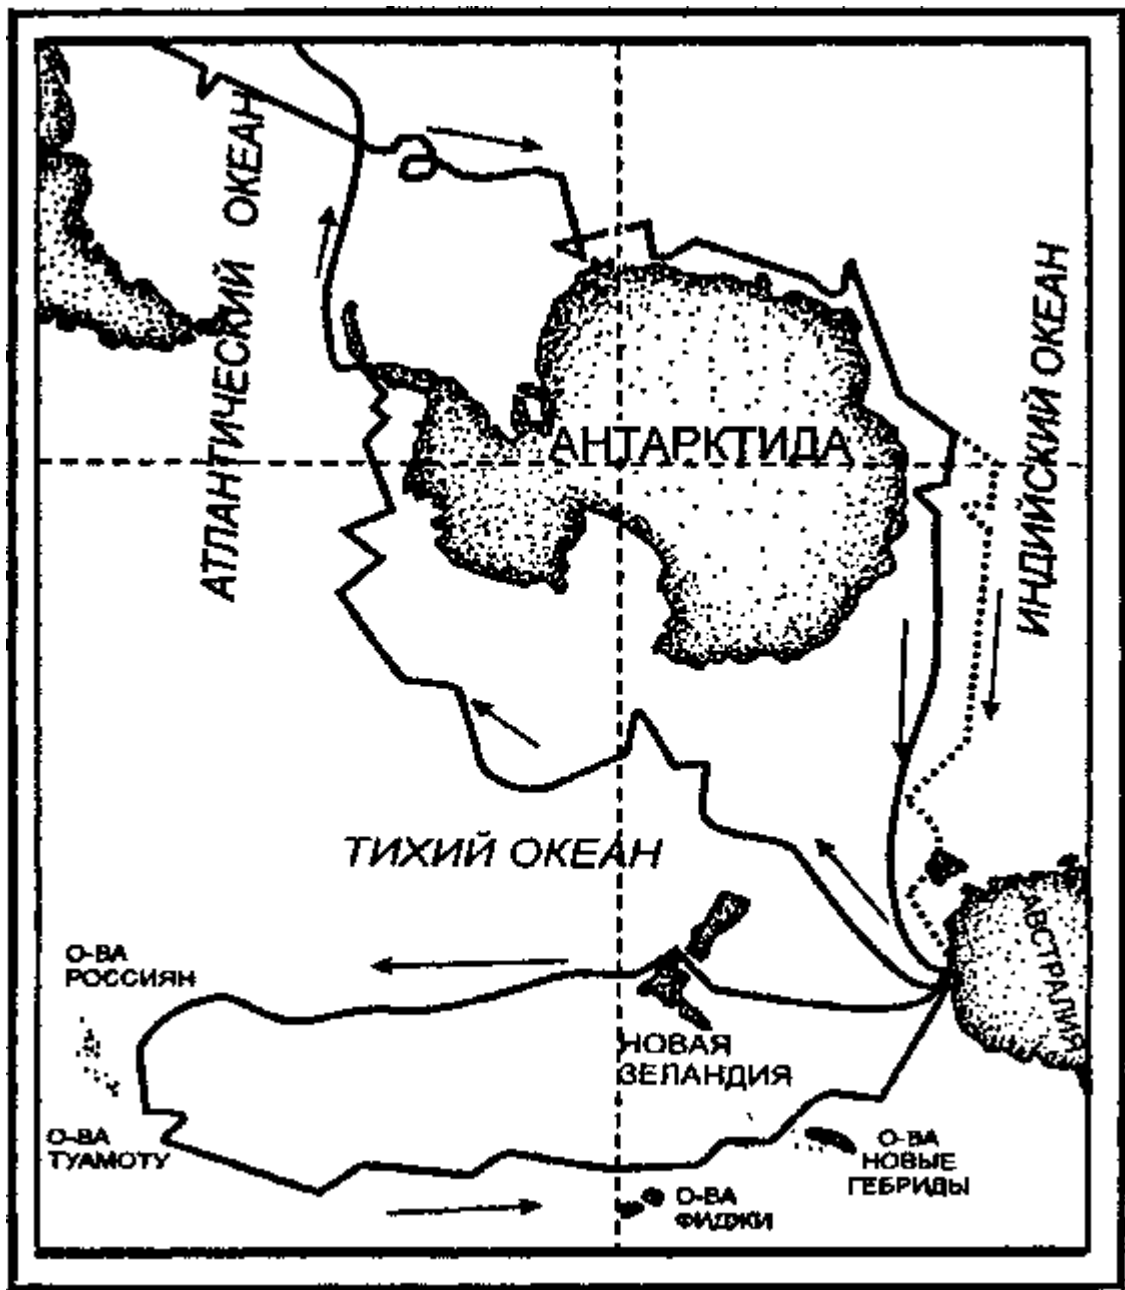 АТЛАНТИЧЕСКИЙ ОКЕАН
ИНДИЙСКИЙ ОКЕАН
АНТАРКТИДА
ТИХИЙ ОКЕАН
АВСТРАЛИЯ
О-ВА
РОССИЯН
НОВАЯ
ЗЕЛАНДИЯ
О-ВА
ТУАМОТУ
О-ВА
НОВЫЕ
ГЕБРИДЫ
О-ВА
ФИДЖИ